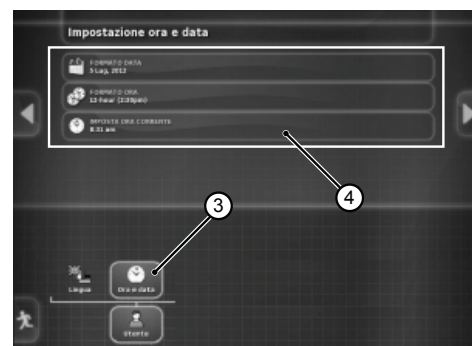 Impostazione ora e data
FORMATO DATA
5 Lug, 2012
FORMATO ORA
12-hour (2:30pm)
IMPOSTA ORA CORRENTE
8:31 am
3
4
Lingua
Ora e data
Utente